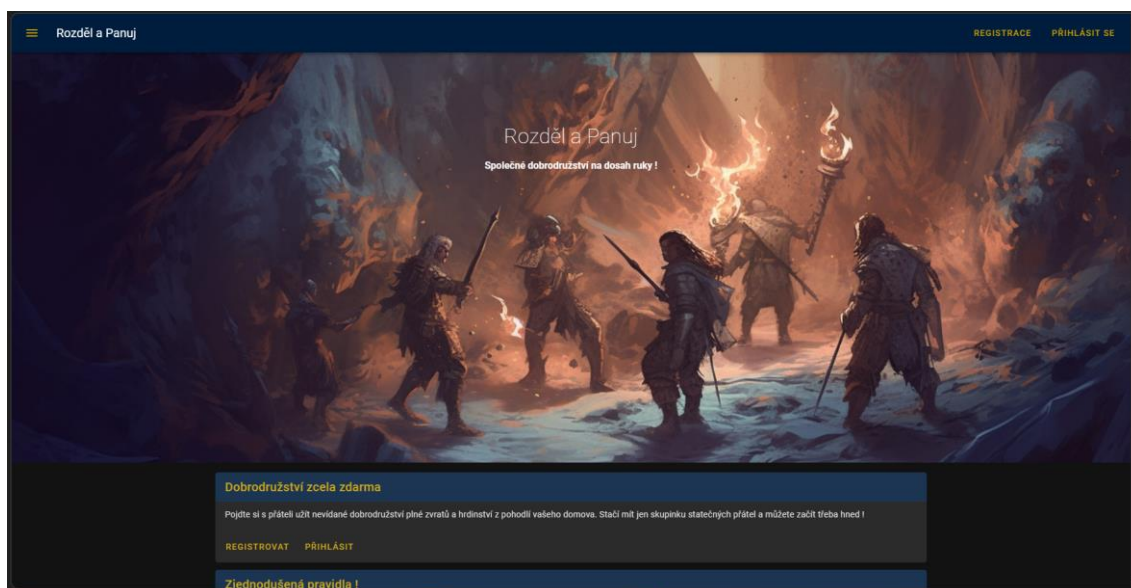 Rozděl a Panuj
REGISTRACE PŘIHLÁSIT SE
Rozděl a Panuj
Společné dobrodružství na dosah ruky !
Dobrodružství zcela zdarma
Pojdte si s přáteli užít nevídané dobrodružství plné zvratů a hrdinství z pohodlí vašeho domova. Stačí mít jen skupinku statečných přátel a můžete začít třeba hned !
REGISTROVAT PŘIHLÁSIT
Zjednodušená pravidla !